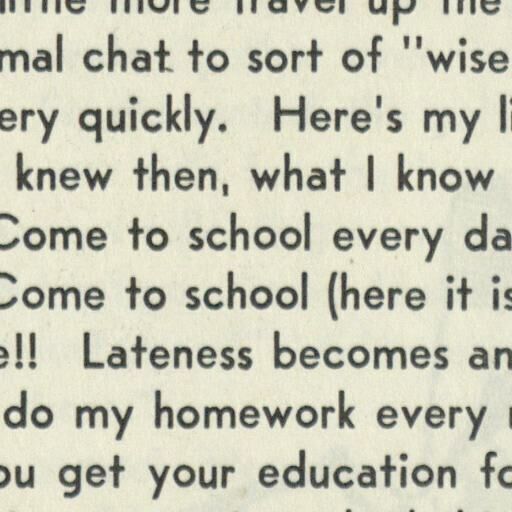 little more travel up the
mal chat to sort of "wise
ery quickly. Here's my li
knew then, what I know
Come to school every da
Come to school (here it is
e!! Lateness becomes an
do my homework every
ou get your education fo